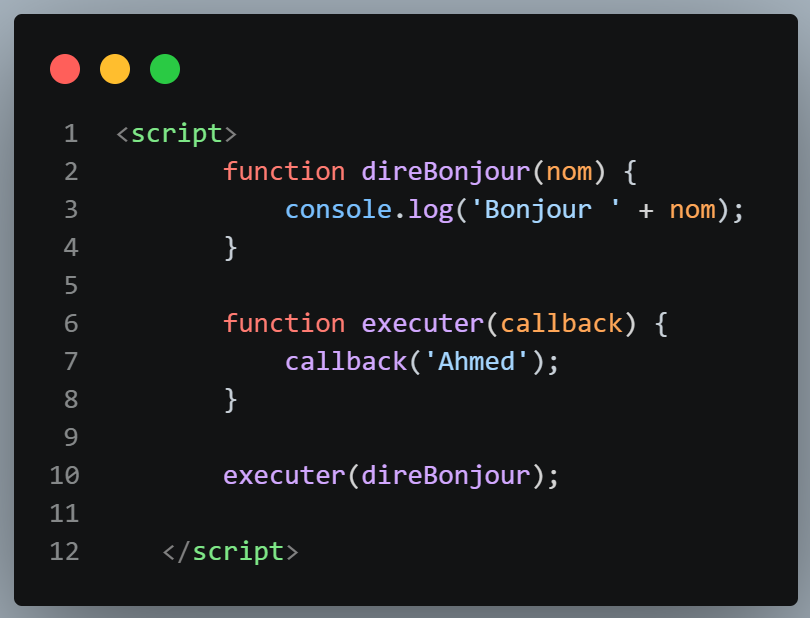 1 <script>
2 function direBonjour(nom) {
3 console.log('Bonjour ' + nom);
4 }
5
6 function executer(callback) {
7 callback('Ahmed');
8 }
9
10 executer(direBonjour);
11
12 </script>